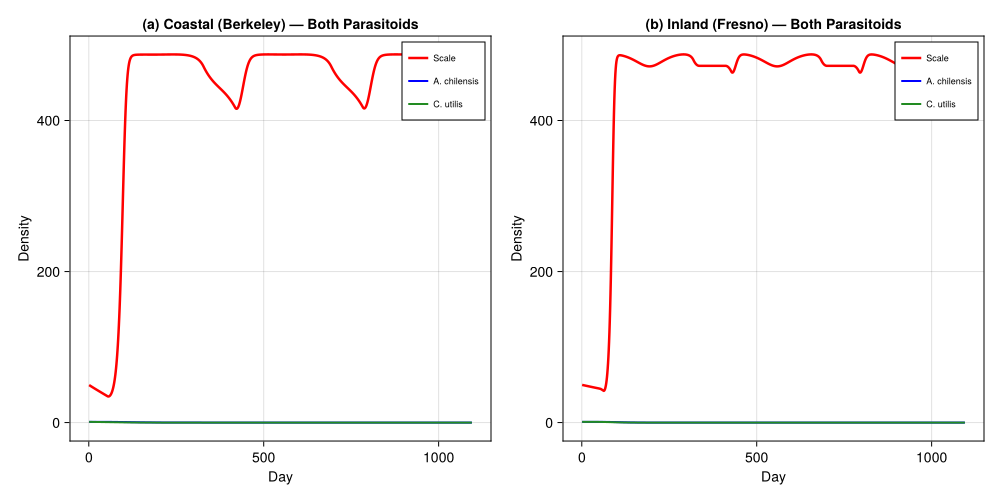 (a) Coastal (Berkeley) — Both Parasitoids
Scale
A. chilensis
C. utilis
400
200
0
Density
0
500
1000
Day
(b) Inland (Fresno) — Both Parasitoids
Scale
A. chilensis
C. utilis
400
200
0
Density
0
500
1000
Day